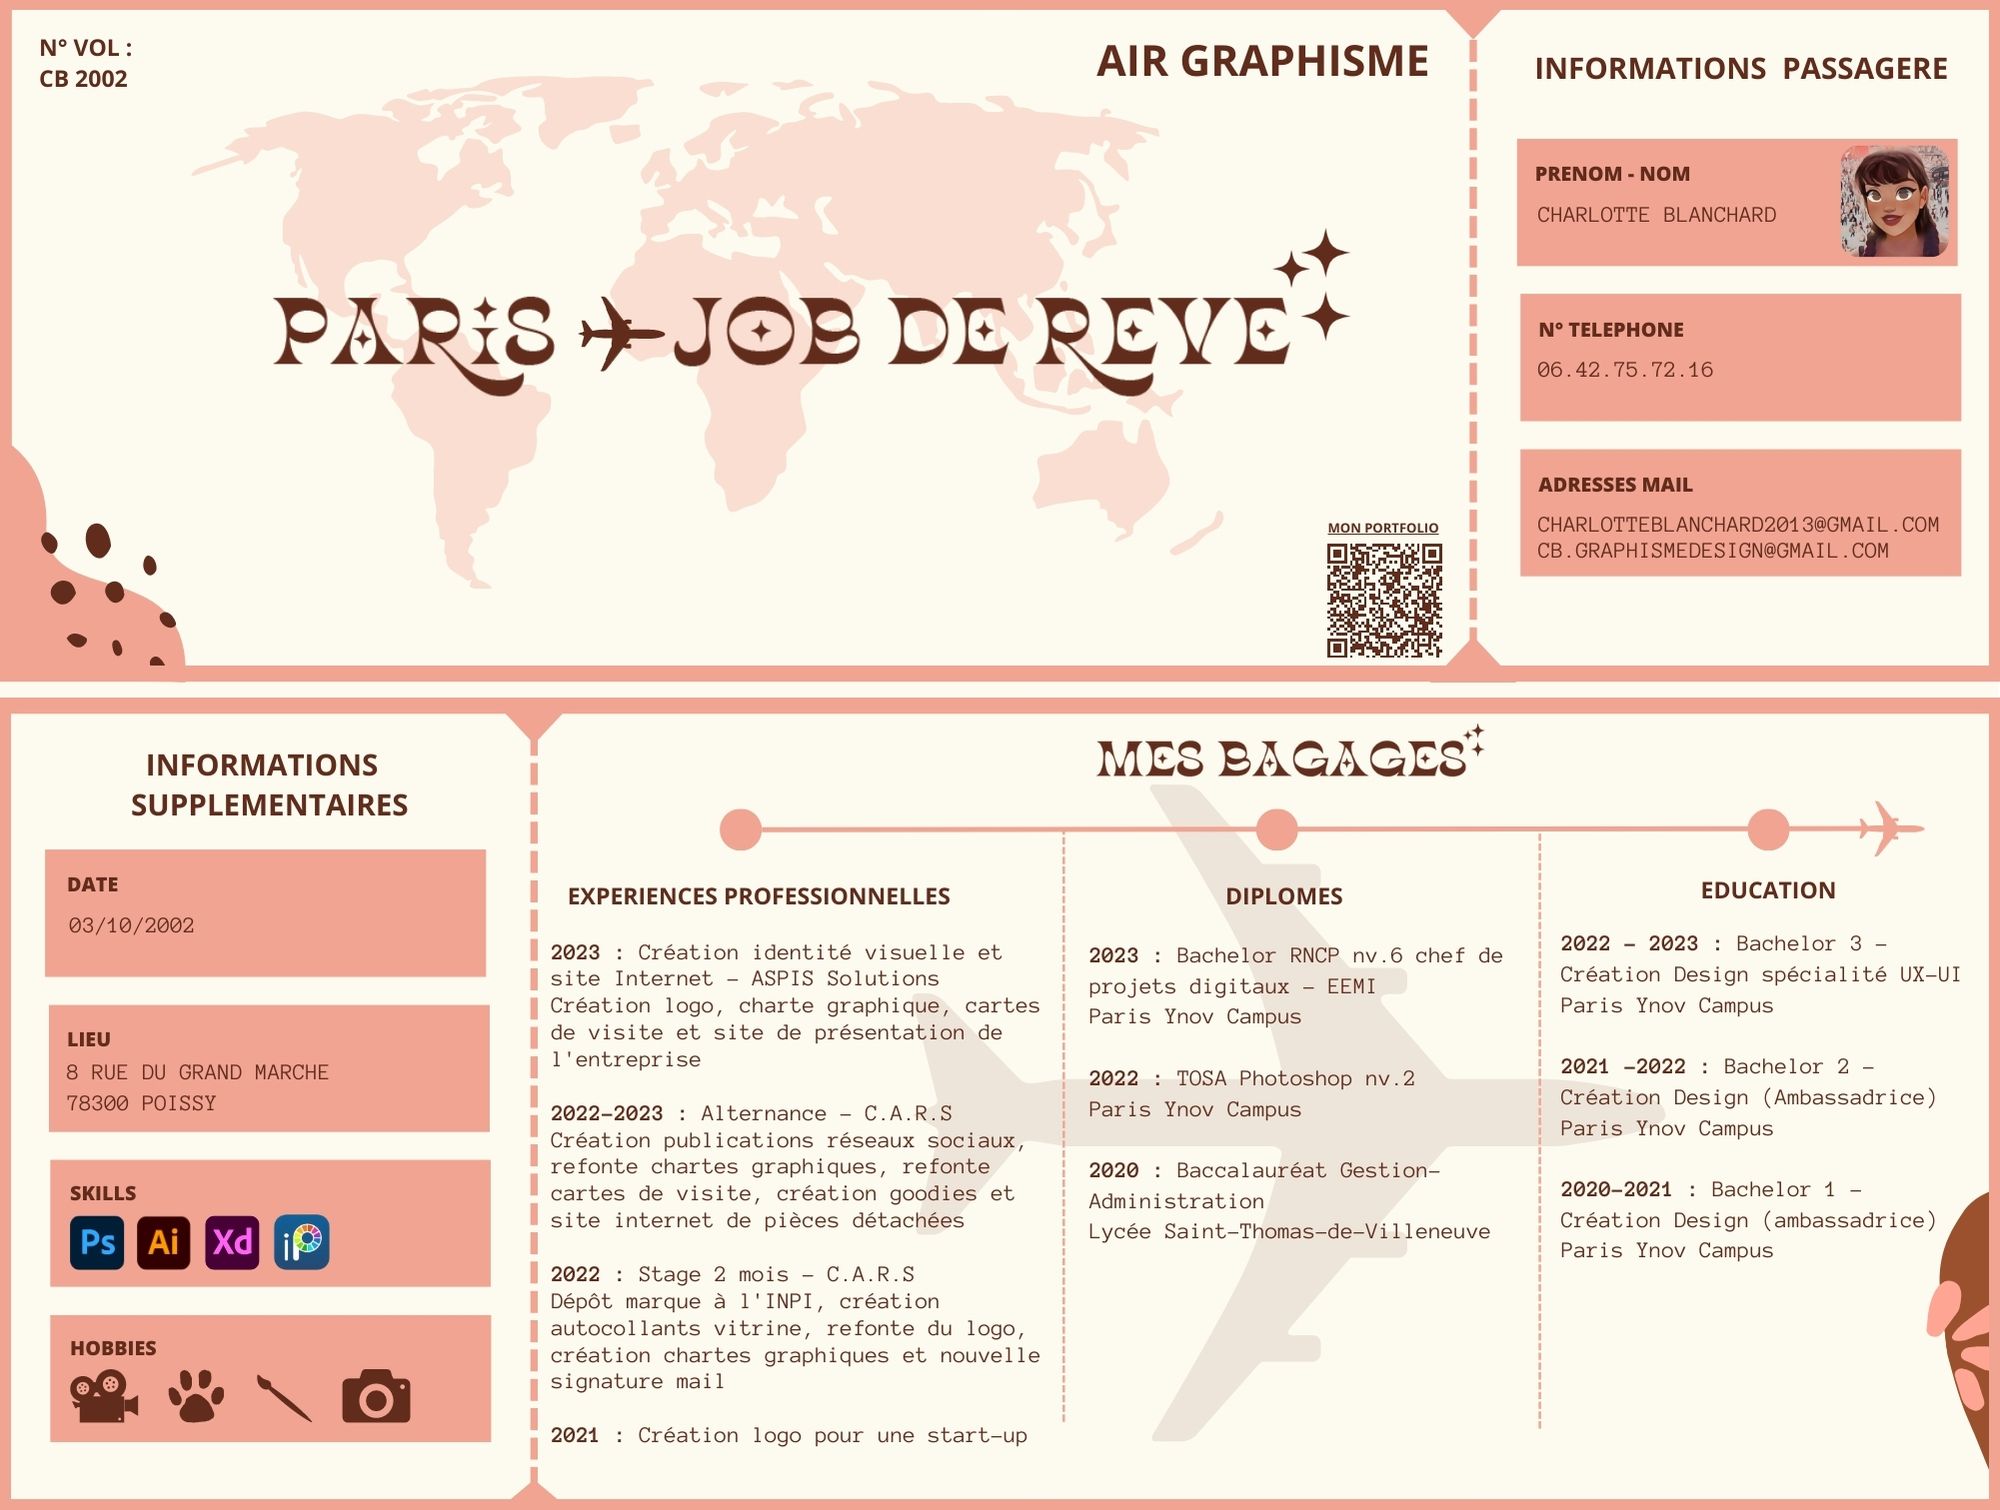 N° VOL :
CB 2002
AIR GRAPHISME
PARIS JOB DE REVE
MON PORTFOLIO
INFORMATIONS PASSAGERE
PRENOM - NOM
CHARLOTTE BLANCHARD
N° TELEPHONE
06.42.75.72.16
ADRESSES MAIL
CHARLOTTEBLANCHARD2013@GMAIL.COM
CB.GRAPHISMEDESIGN@GMAIL.COM
INFORMATIONS
SUPPLEMENTAIRES
DATE
03/10/2002
LIEU
8 RUE DU GRAND MARCHE
78300 POISSY
SKILLS
Ps Ai Xd iP
HOBBIES
MES BAGAGES
EXPERIENCES PROFESSIONNELLES
2023 : Création identité visuelle et
site Internet - ASPIS Solutions
Création logo, charte graphique, cartes
de visite et site de présentation de
l'entreprise
2022-2023 : Alternance - C.A.R.S
Création publications réseaux sociaux,
refonte chartes graphiques, refonte
cartes de visite, création goodies et
site internet de pièces détachées
2022 : Stage 2 mois - C.A.R.S
Dépôt marque à l'INPI, création
autocollants vitrine, refonte du logo,
création chartes graphiques et nouvelle
signature mail
2021 : Création logo pour une start-up
DIPLOMES
2023 : Bachelor RNCP nv.6 chef de
projets digitaux - EEMI
Paris Ynov Campus
2022 : TOSA Photoshop nv.2
Paris Ynov Campus
2020 : Baccalauréat Gestion-
Administration
Lycée Saint-Thomas-de-Villeneuve
EDUCATION
2022 - 2023 : Bachelor 3 -
Création Design spécialité UX-UI
Paris Ynov Campus
2021 -2022 : Bachelor 2 -
Création Design (Ambassadrice)
Paris Ynov Campus
2020-2021 : Bachelor 1 -
Création Design (ambassadrice)
Paris Ynov Campus